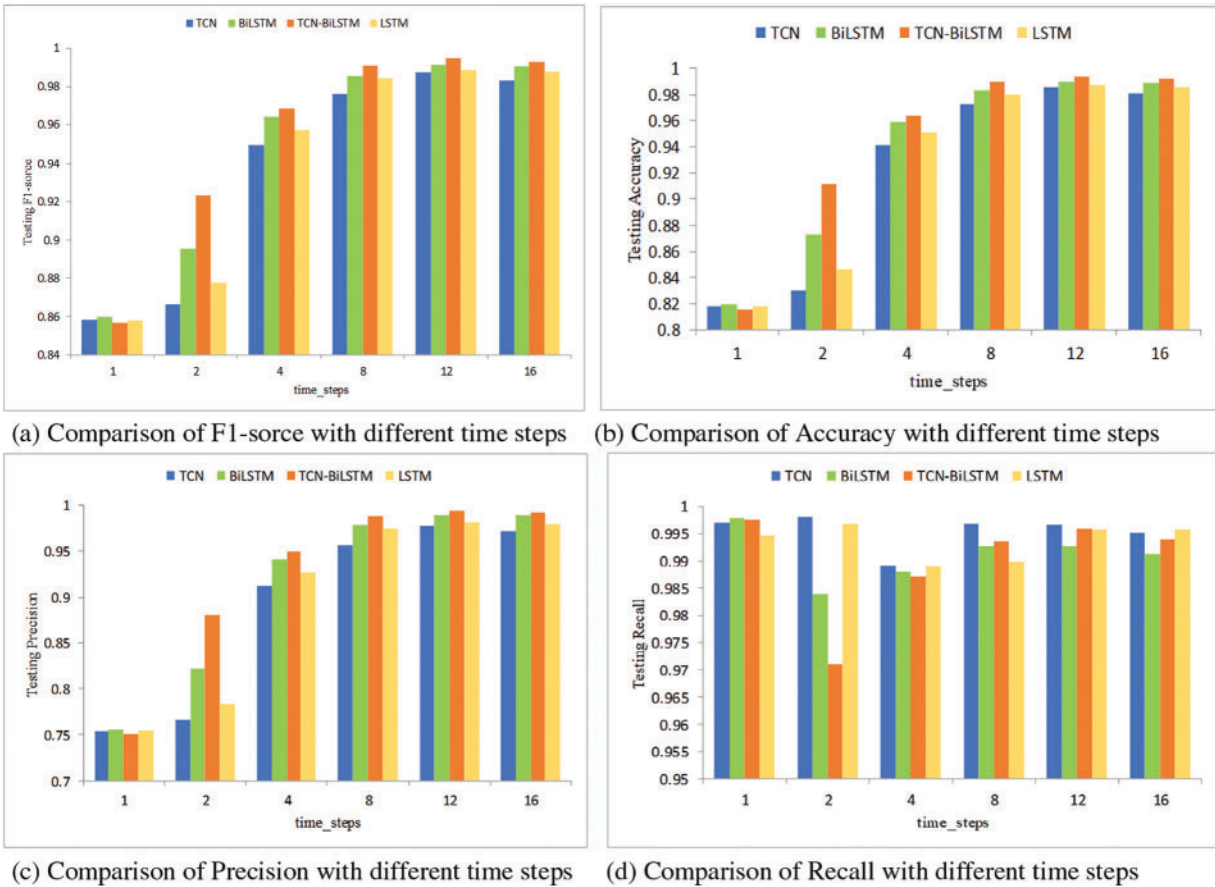 TCN BiLSTM TCN-BiLSTM LSTM
1
0.98
0.96
0.94
0.92
0.9
0.88
0.86
0.84
Testing F1-sorce
1 2 4 8 12 16
time_steps
(a) Comparison of F1-sorce with different time steps
TCN BiLSTM TCN-BiLSTM LSTM
1
0.98
0.96
0.94
0.92
0.9
0.88
0.86
0.84
0.82
0.8
Testing Accuracy
1 2 4 8 12 16
time_steps
(b) Comparison of Accuracy with different time steps
TCN BiLSTM TCN-BiLSTM LSTM
1
0.95
0.9
0.85
0.8
0.75
0.7
Testing Precision
1 2 4 8 12 16
time_steps
(c) Comparison of Precision with different time steps
TCN BiLSTM TCN-BiLSTM LSTM
1
0.995
0.99
0.985
0.98
0.975
0.97
0.965
0.96
0.955
0.95
Testing Recall
1 2 4 8 12 16
time_steps
(d) Comparison of Recall with different time steps